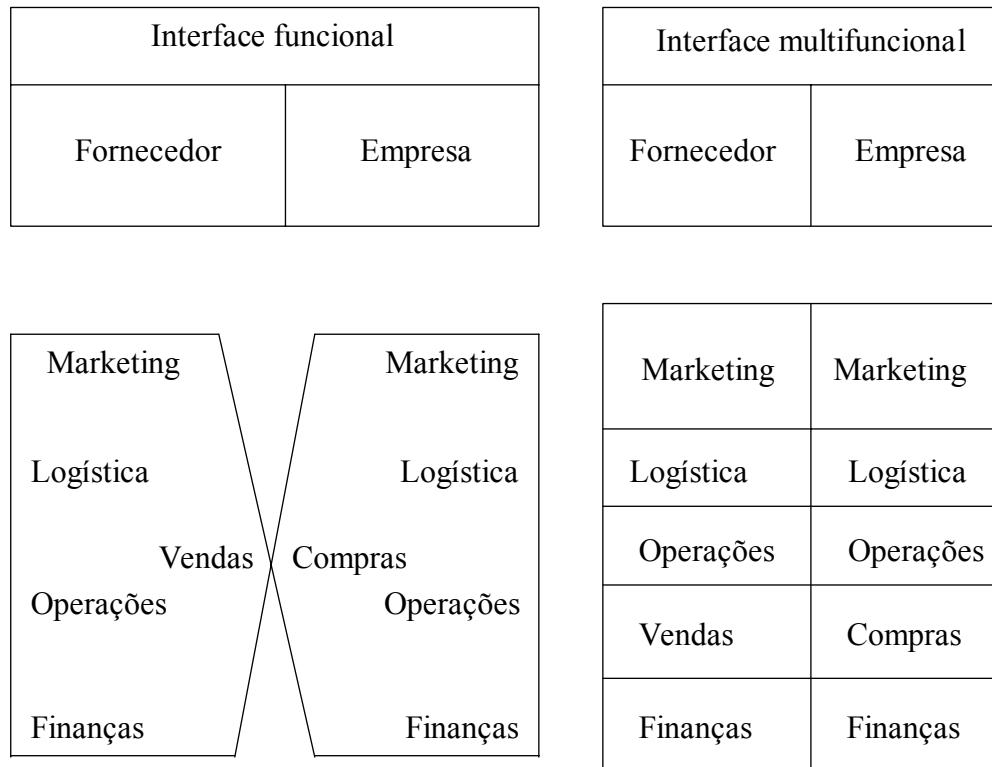 Interface funcional
Fornecedor Empresa
Marketing Marketing
Logística Logística
Vendas Compras
Operações Operações
Finanças Finanças
Interface multifuncional
Fornecedor Empresa
Marketing Marketing
Logística Logística
Operações Operações
Vendas Compras
Finanças Finanças